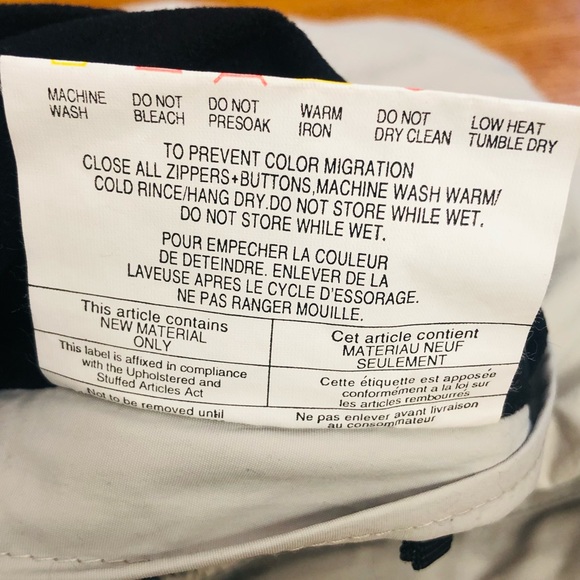 MACHINE WASH
DO NOT BLEACH
DO NOT PRESOAK
WARM IRON
DO NOT DRY CLEAN
LOW HEAT TUMBLE DRY
TO PREVENT COLOR MIGRATION
CLOSE ALL ZIPPERS+BUTTONS,MACHINE WASH WARM/
COLD RINCE/HANG DRY.DO NOT STORE WHILE WET.
DO NOT STORE WHILE WET.
POUR EMPECHER LA COULEUR
DE DETEINDRE. ENLEVER DE LA
LAVEUSE APRES LE CYCLE D'ESSORAGE.
NE PAS RANGER MOUILLE.
This article contains
NEW MATERIAL
ONLY
Cet article contient
MATERIAU NEUF
SEULEMENT
This label is affixed in compliance
with the Upholstered and
Stuffed Articles Act
Cette étiquette est apposée
conformément a la loi sur
les articles rembourrés
Not to be removed until
Ne pas enlever avant livraison
au consommateur